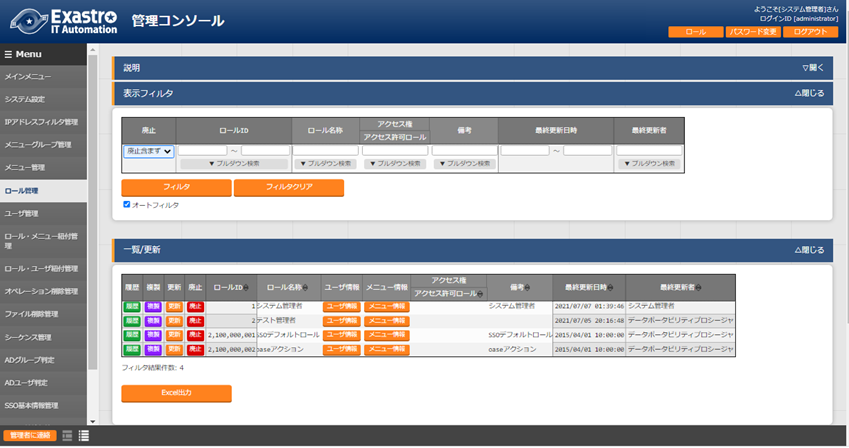 Exastro
IT Automation
管理コンソール
ようこそ[システム管理者]さん
ログインID [administrator]
ロール
パスワード変更
ログアウト
Menu
メインメニュー
システム設定
IPアドレスフィルタ管理
メニューグループ管理
メニュー管理
ロール管理
ユーザ管理
ロール・メニュー紐付管
理
ロール・ユーザ紐付管理
オペレーション削除管理
ファイル削除管理
シーケンス管理
ADグループ判定
ADユーザ判定
SSO基本情報管理
管理者に連絡
説明
▽開く
表示フィルタ
△閉じる
廃止 ロールID ロール名称 アクセス権 備考 最終更新日時 最終更新者
アクセス許可ロール
廃止含まず ～ ～
▼ プルダウン検索 ▼ プルダウン検索 ▼ プルダウン検索 ▼ プルダウン検索 ▼ プルダウン検索
フィルタ
フィルタクリア
オートフィルタ
一覧/更新
△閉じる
履歴 複製 更新 廃止 ロールID ロール名称 ユーザ情報 メニュー情報 アクセス権 備考 最終更新日時 最終更新者
アクセス許可ロール
履歴 複製 更新 廃止 1 システム管理者 ユーザ情報 メニュー情報 システム管理者 2021/07/07 01:39:46 システム管理者
履歴 複製 更新 廃止 2 テスト管理者 ユーザ情報 メニュー情報 2021/07/05 20:16:48 データポータビリティプロシージャ
履歴 複製 更新 廃止 2,100,000,001 SSOデフォルトロール ユーザ情報 メニュー情報 SSOデフォルトロール 2015/04/01 10:00:00 データポータビリティプロシージャ
履歴 複製 更新 廃止 2,100,000,002 oaseアクション ユーザ情報 メニュー情報 oaseアクション 2015/04/01 10:00:00 データポータビリティプロシージャ
フィルタ結果件数: 4
Excel出力